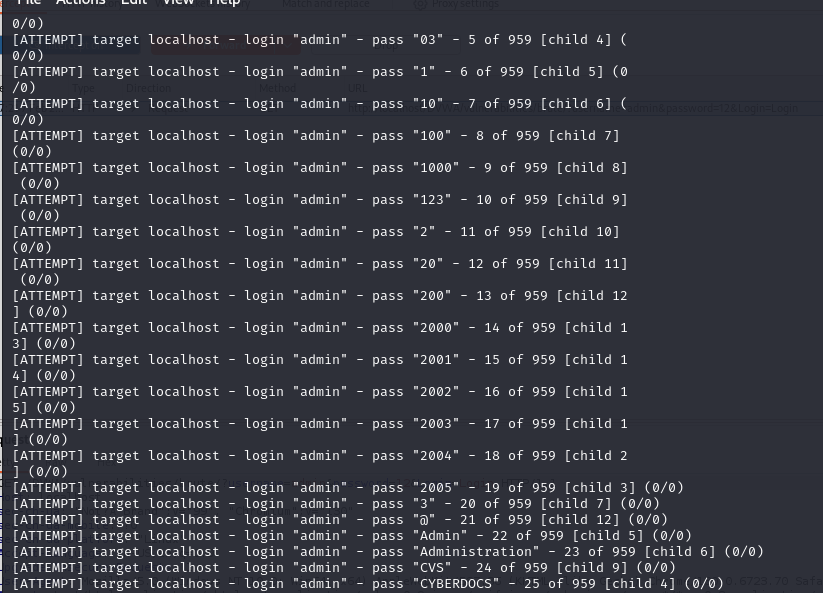 File Actions Edit View Help
0/0)
[ATTEMPT] target localhost - login "admin" - pass "03" - 5 of 959 [child 4] (
0/0)
[ATTEMPT] target localhost - login "admin" - pass "1" - 6 of 959 [child 5] (0
/0)
[ATTEMPT] target localhost - login "admin" - pass "10" - 7 of 959 [child 6] (
0/0)
[ATTEMPT] target localhost - login "admin" - pass "100" - 8 of 959 [child 7]
(0/0)
[ATTEMPT] target localhost - login "admin" - pass "1000" - 9 of 959 [child 8]
 (0/0)
[ATTEMPT] target localhost - login "admin" - pass "123" - 10 of 959 [child 9]
 (0/0)
[ATTEMPT] target localhost - login "admin" - pass "2" - 11 of 959 [child 10]
(0/0)
[ATTEMPT] target localhost - login "admin" - pass "20" - 12 of 959 [child 11]
 (0/0)
[ATTEMPT] target localhost - login "admin" - pass "200" - 13 of 959 [child 12
] (0/0)
[ATTEMPT] target localhost - login "admin" - pass "2000" - 14 of 959 [child 1
3] (0/0)
[ATTEMPT] target localhost - login "admin" - pass "2001" - 15 of 959 [child 1
4] (0/0)
[ATTEMPT] target localhost - login "admin" - pass "2002" - 16 of 959 [child 1
5] (0/0)
[ATTEMPT] target localhost - login "admin" - pass "2003" - 17 of 959 [child 1
] (0/0)
[ATTEMPT] target localhost - login "admin" - pass "2004" - 18 of 959 [child 2
] (0/0)
[ATTEMPT] target localhost - login "admin" - pass "2005" - 19 of 959 [child 3] (0/0)
[ATTEMPT] target localhost - login "admin" - pass "3" - 20 of 959 [child 7] (0/0)
[ATTEMPT] target localhost - login "admin" - pass "@" - 21 of 959 [child 12] (0/0)
[ATTEMPT] target localhost - login "admin" - pass "Admin" - 22 of 959 [child 5] (0/0)
[ATTEMPT] target localhost - login "admin" - pass "Administration" - 23 of 959 [child 6] (0/0)
[ATTEMPT] target localhost - login "admin" - pass "CVS" - 24 of 959 [child 9] (0/0)
[ATTEMPT] target localhost - login "admin" - pass "CYBERDOCS" - 25 of 959 [child 4] (0/0)